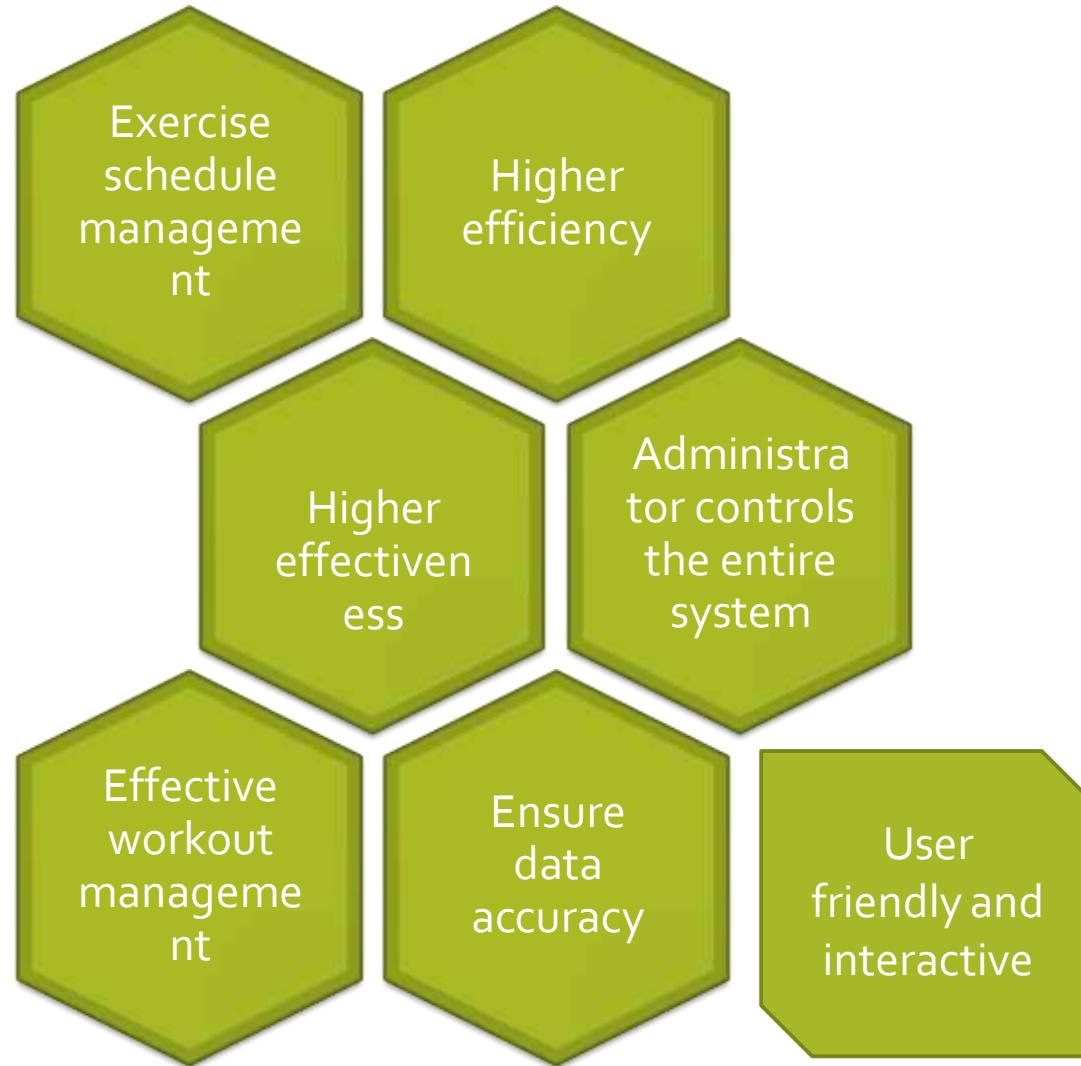 Exercise
schedule
manageme
nt
Higher
efficiency
Higher
effectiven
ess
Administra
tor controls
the entire
system
Effective
workout
manageme
nt
Ensure
data
accuracy
User
friendly and
interactive